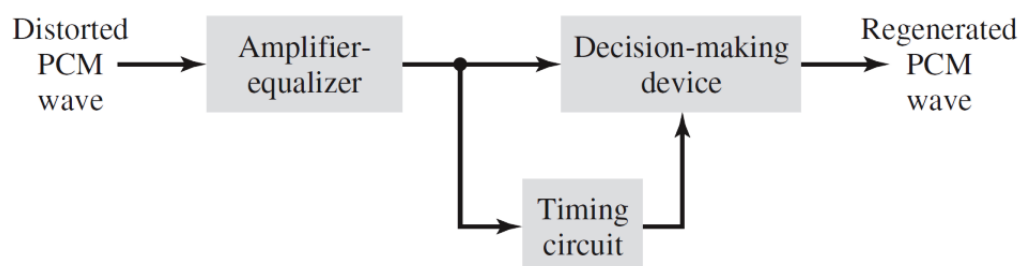 Distorted
PCM
wave
Amplifier-
equalizer
Decision-making
device
Regenerated
PCM
wave
Timing
circuit